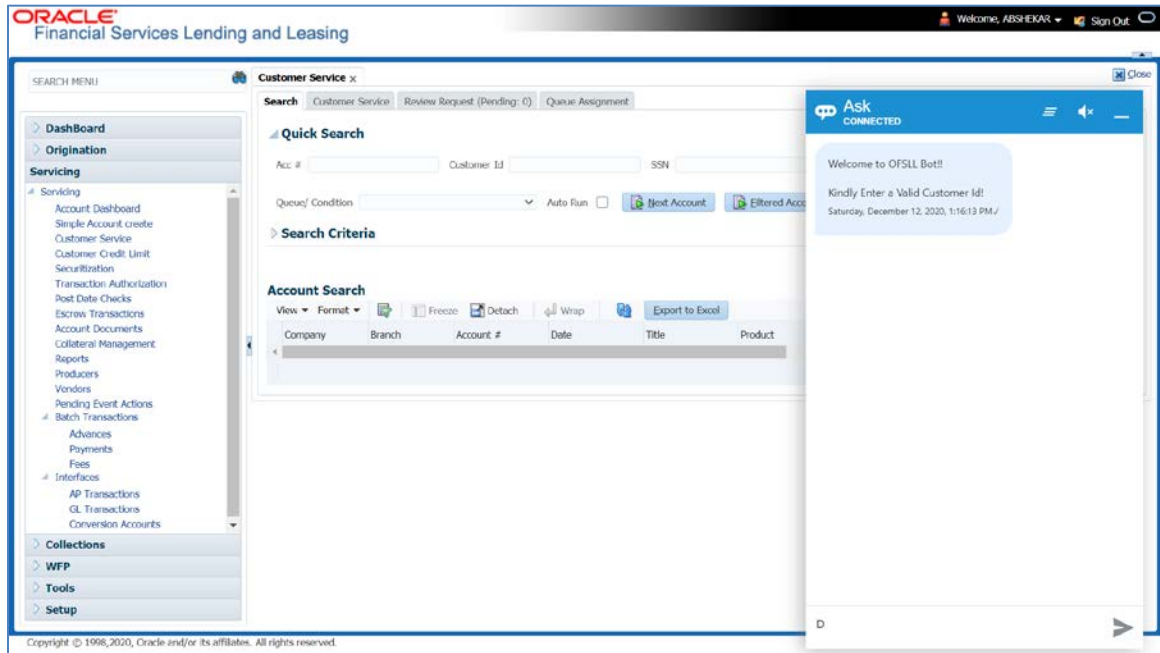 ORACLE®
Financial Services Lending and Leasing
Welcome, ABSHEKAR Sign Out
SEARCH MENU
DashBoard
Origination
Servicing
Servicing
Account Dashboard
Simple Account create
Customer Service
Customer Credit Limit
Securitization
Transaction Authorization
Post Date Checks
Escrow Transactions
Account Documents
Collateral Management
Reports
Producers
Vendors
Pending Event Actions
Batch Transactions
Advances
Payments
Fees
Interfaces
AP Transactions
GL Transactions
Conversion Accounts
Collections
WFP
Tools
Setup
Customer Service x
Close
Search Customer Service Review Request (Pending: 0) Queue Assignment
Quick Search
Acc # Customer Id SSN
Queue/ Condition Auto Run Next Account Filtered Acco
Search Criteria
Account Search
View Format Freeze Detach Wrap Export to Excel
Company Branch Account # Date Title Product
Ask
CONNECTED
Welcome to OFSLL Bot!!
Kindly Enter a Valid Customer Id!
Saturday, December 12, 2020, 1:16:13 PM✓
D
Copyright © 1998,2020, Oracle and/or its affiliates. All rights reserved.